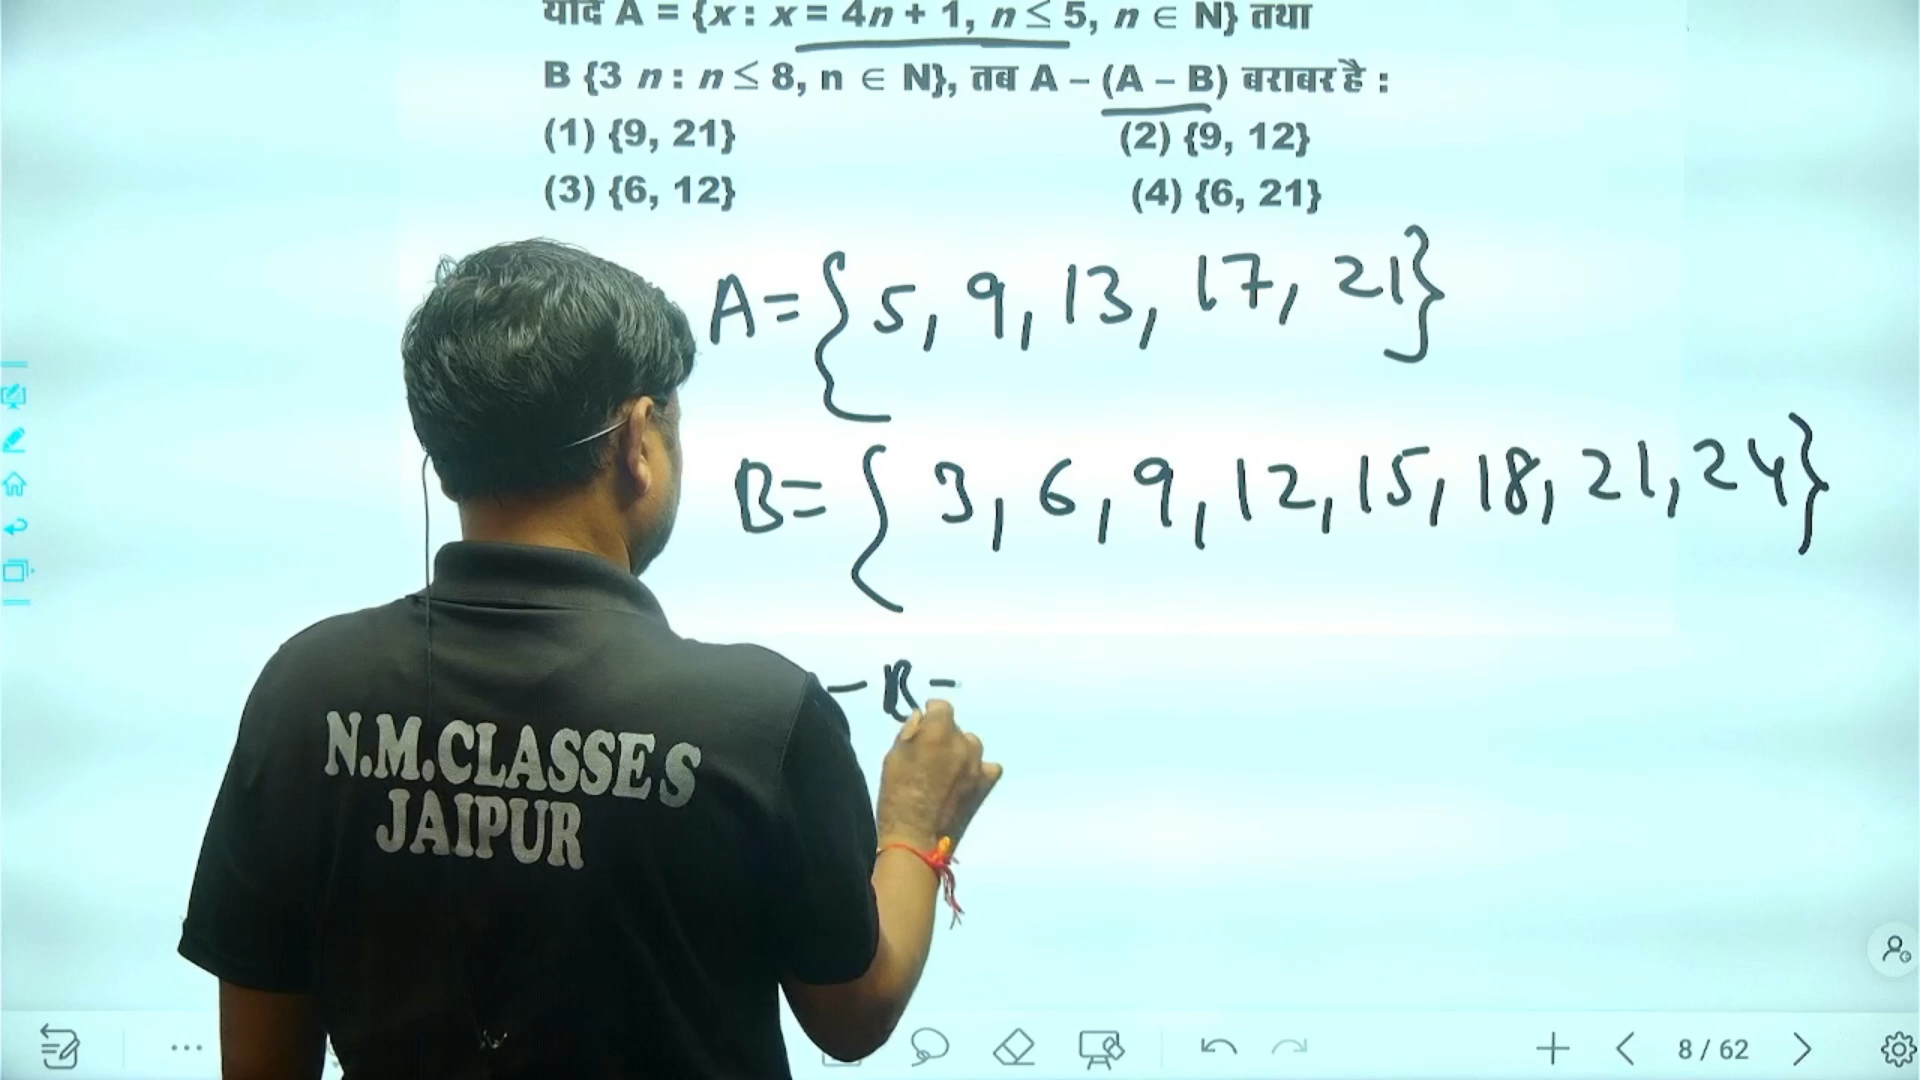 यदि A = {x : x = 4n + 1, n ≤ 5, n ∈ N} तथा
B {3 n : n ≤ 8, n ∈ N}, तब A – (A – B) बराबर है :
(1) {9, 21} (2) {9, 12}
(3) {6, 12} (4) {6, 21}
A={5, 9, 13, 17, 21}
B={3, 6, 9, 12, 15, 18, 21, 24}
– B –
N.M.CLASSES
JAIPUR
8 / 62